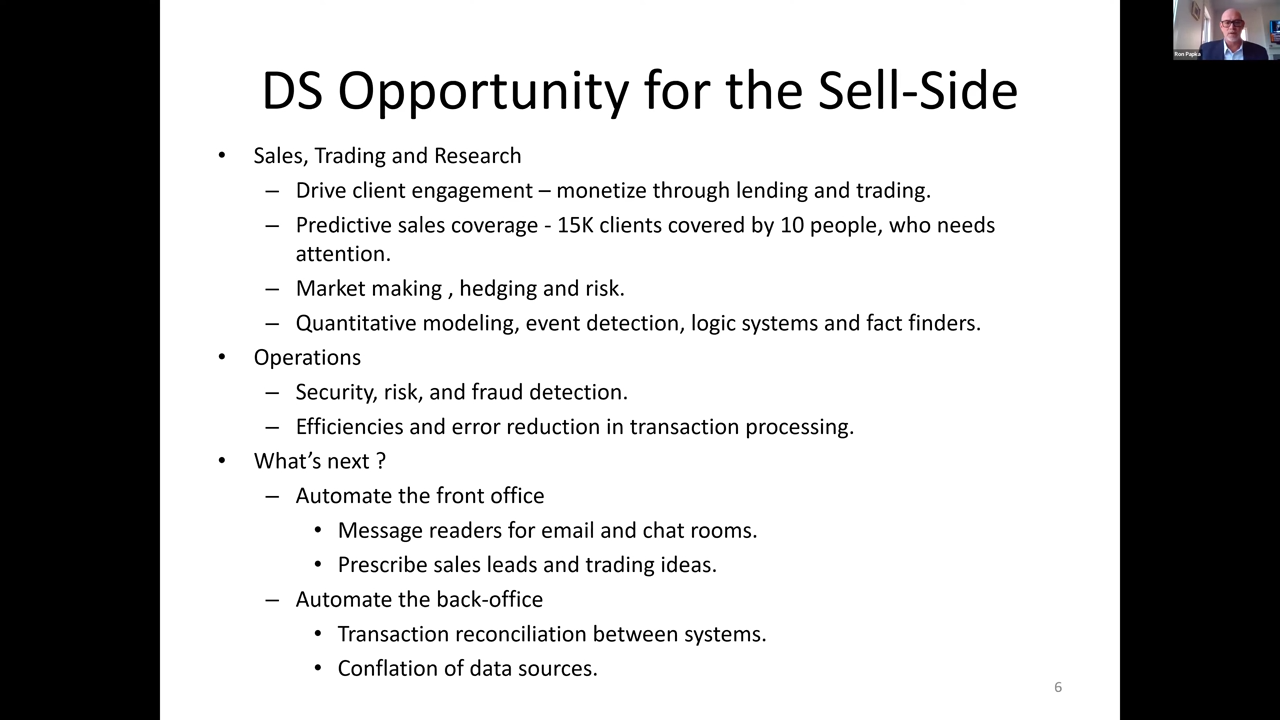 DS Opportunity for the Sell-Side
• Sales, Trading and Research
– Drive client engagement – monetize through lending and trading.
– Predictive sales coverage - 15K clients covered by 10 people, who needs
attention.
– Market making , hedging and risk.
– Quantitative modeling, event detection, logic systems and fact finders.
• Operations
– Security, risk, and fraud detection.
– Efficiencies and error reduction in transaction processing.
• What’s next ?
– Automate the front office
• Message readers for email and chat rooms.
• Prescribe sales leads and trading ideas.
– Automate the back-office
• Transaction reconciliation between systems.
• Conflation of data sources.
6
Ron Papka